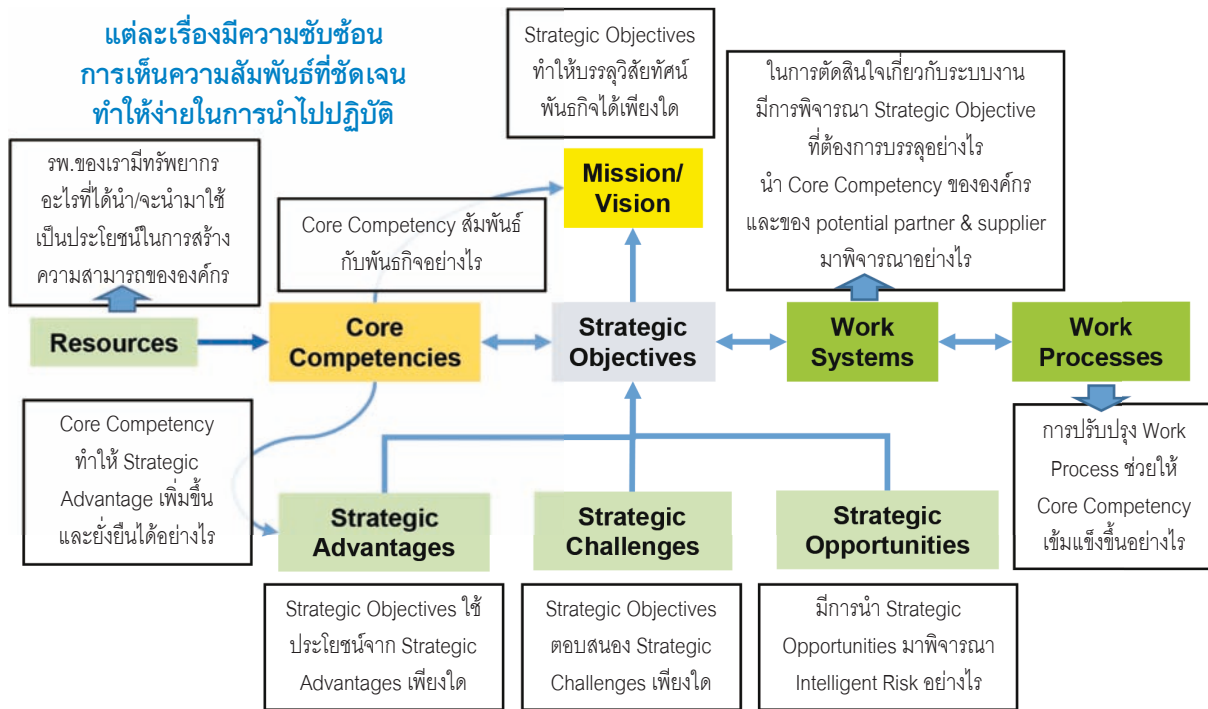 แต่ละเรื่องมีความซับซ้อน
การเห็นความสัมพันธ์ที่ชัดเจน
ทำให้ง่ายในการนำไปปฏิบัติ
Strategic Objectives
ทำให้บรรลุวิสัยทัศน์
พันธกิจได้เพียงใด
ในการตัดสินใจเกี่ยวกับระบบงาน
มีการพิจารณา Strategic Objective
ที่ต้องการบรรลุอย่างไร
นำ Core Competency ขององค์กร
และของ potential partner & supplier
มาพิจารณาอย่างไร
รพ.ของเรามีทรัพยากร
อะไรที่ได้นำ/จะนำมาใช้
เป็นประโยชน์ในการสร้าง
ความสามารถขององค์กร
Core Competency สัมพันธ์
กับพันธกิจอย่างไร
Mission/
Vision
Resources
Core
Competencies
Strategic
Objectives
Work
Systems
Work
Processes
Core Competency
ทำให้ Strategic
Advantage เพิ่มขึ้น
และยั่งยืนได้อย่างไร
การปรับปรุง Work
Process ช่วยให้
Core Competency
เข้มแข็งขึ้นอย่างไร
Strategic
Advantages
Strategic
Challenges
Strategic
Opportunities
Strategic Objectives ใช้
ประโยชน์จาก Strategic
Advantages เพียงใด
Strategic Objectives
ตอบสนอง Strategic
Challenges เพียงใด
มีการนำ Strategic
Opportunities มาพิจารณา
Intelligent Risk อย่างไร